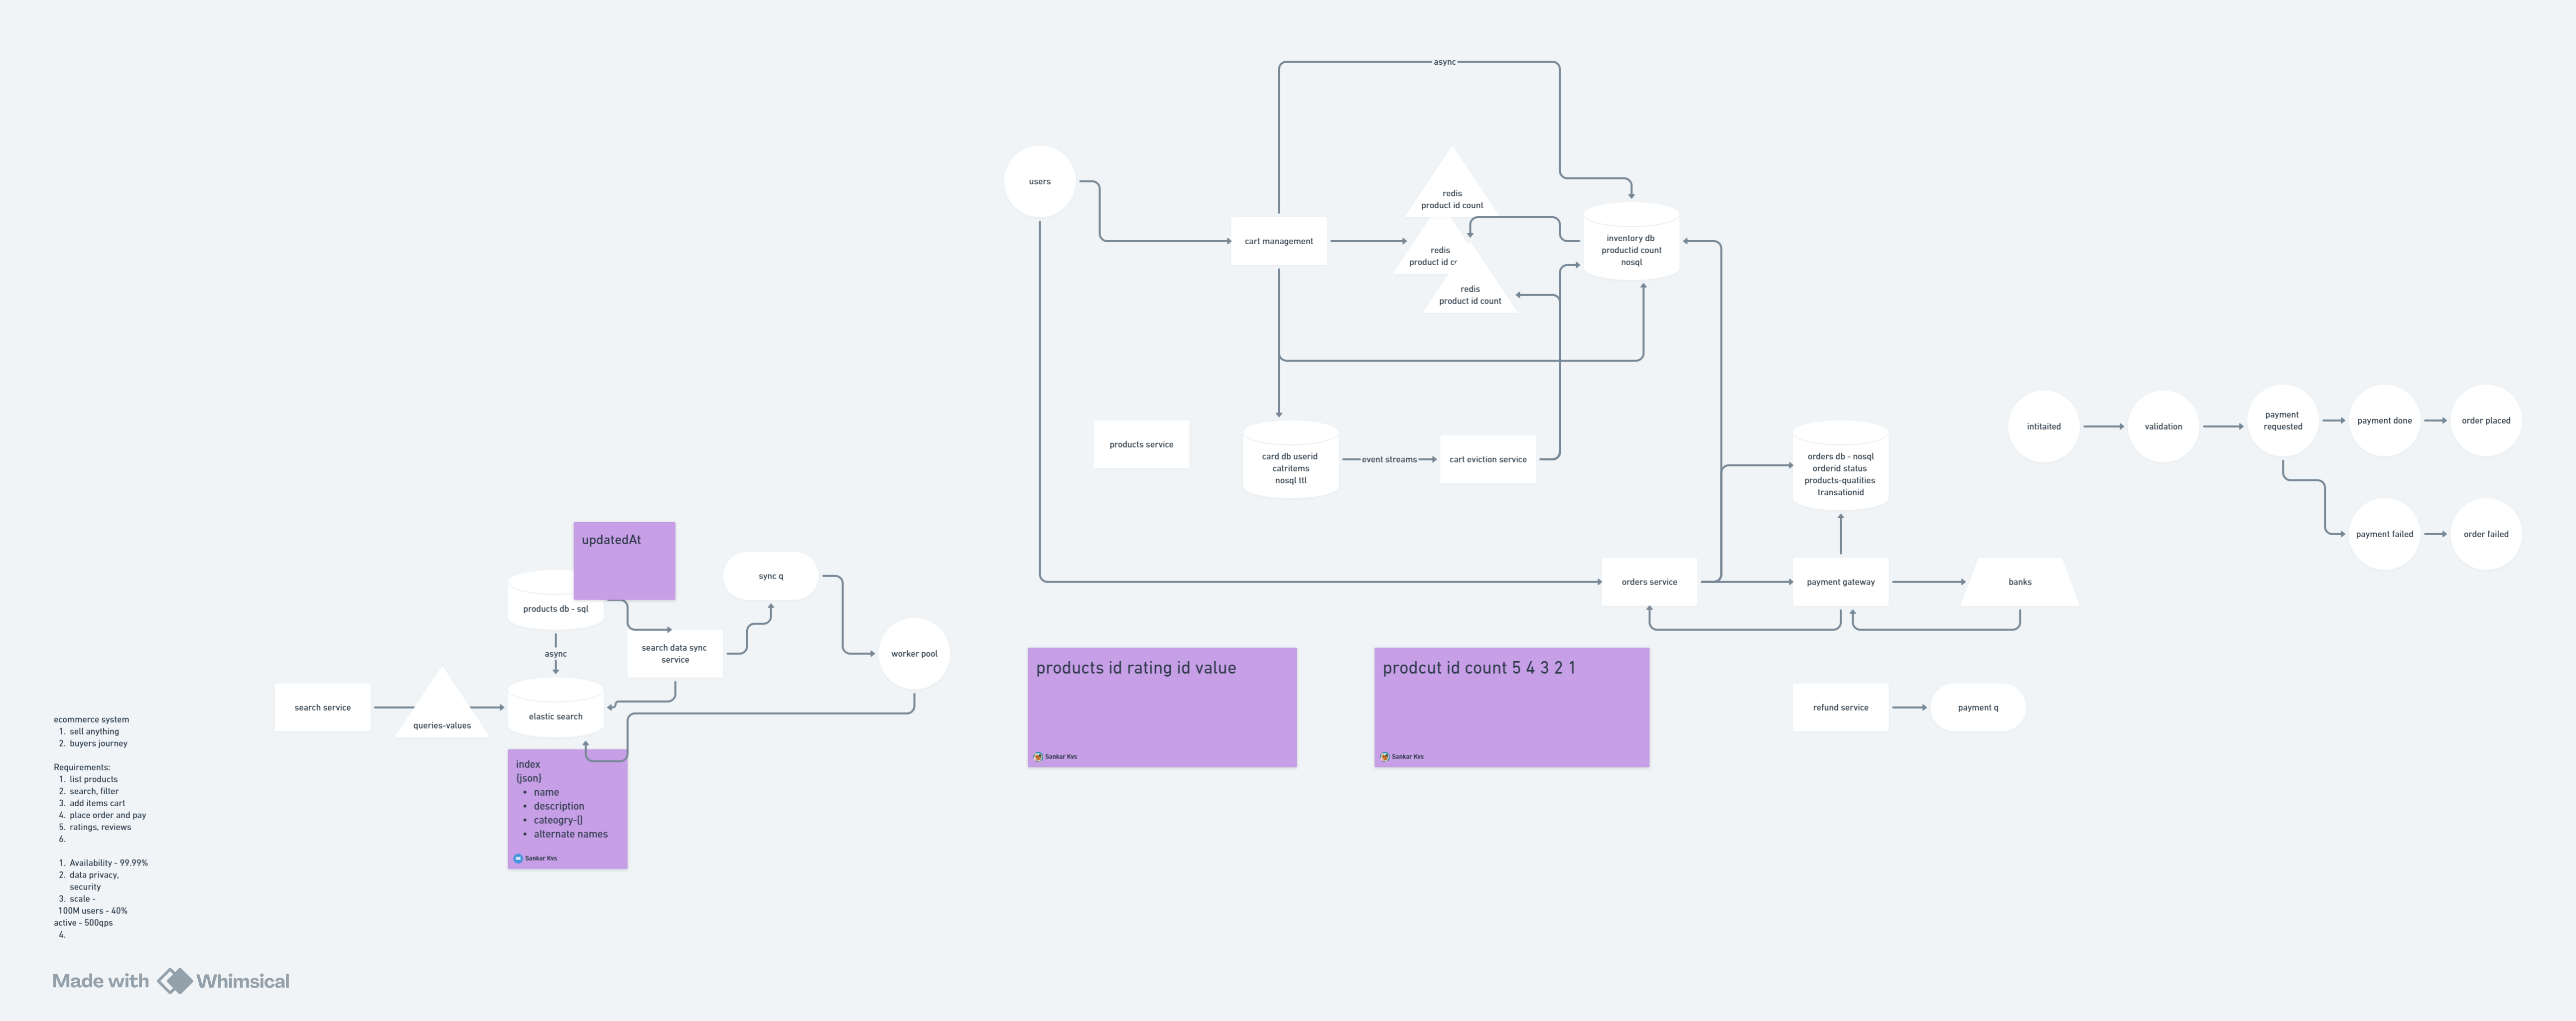 async
users
redis
product id count
cart management
redis
product id c
inventory db
productid count
nosql
redis
product id count
products service
card db userid
catritems
nosql ttl
event streams
cart eviction service
orders db - nosql
orderid status
products-quatities
transationid
intitaited
validation
payment
requested
payment done
order placed
payment failed
order failed
updatedAt
products db - sql
async
search data sync
service
sync q
worker pool
orders service
payment gateway
banks
search service
queries-values
elastic search
products id rating id value
Sankar Kvs
prodcut id count 5 4 3 2 1
Sankar Kvs
refund service
payment q
index
{json}
• name
• description
• cateogry-[]
• alternate names
Sankar Kvs
ecommerce system
1. sell anything
2. buyers journey
Requirements:
1. list products
2. search, filter
3. add items cart
4. place order and pay
5. ratings, reviews
6.
1. Availability - 99.99%
2. data privacy,
security
3. scale -
100M users - 40%
active - 500qps
4.
Made with Whimsical